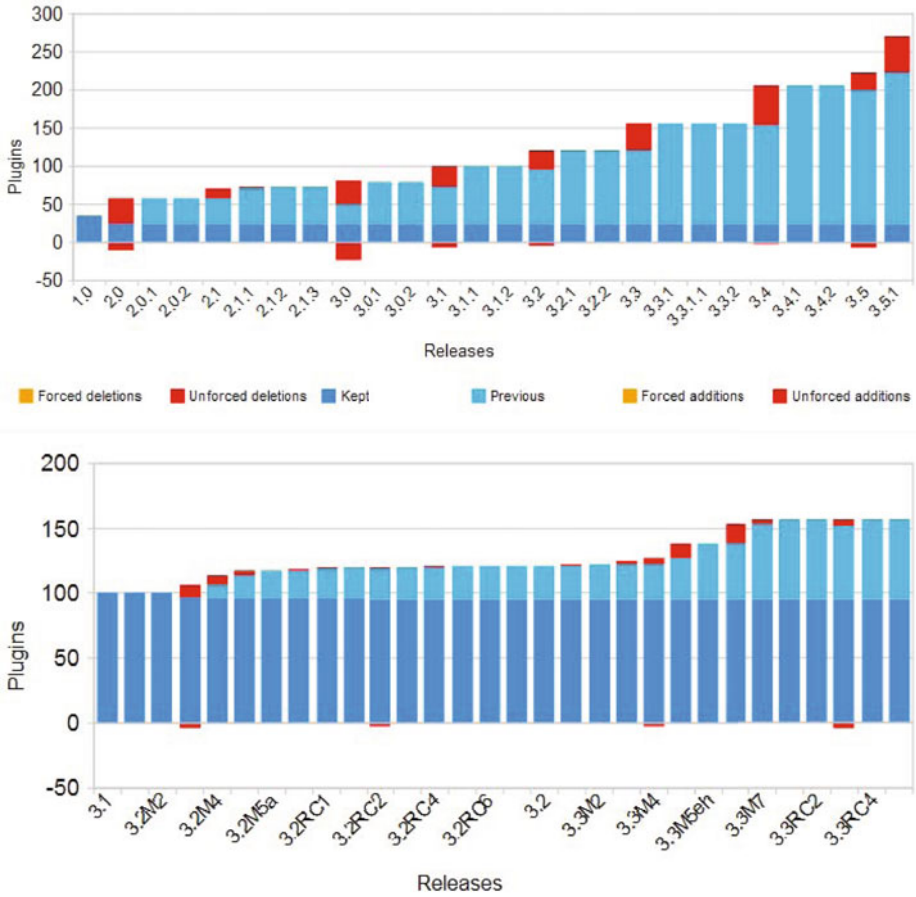 300
250
200
150
100
50
0
-50
Plugins
1.0 2.0 2.0.1 2.0.2 2.1 2.1.1 2.1.2 2.1.3 3.0 3.0.1 3.0.2 3.1 3.1.1 3.1.2 3.2 3.2.1 3.2.2 3.3 3.3.1 3.3.1.1 3.3.2 3.4 3.4.1 3.4.2 3.5 3.5.1
Releases
Forced deletions Unforced deletions Kept Previous Forced additions Unforced additions
200
150
100
50
0
-50
Plugins
3.1 3.2M2 3.2M4 3.2M5a 3.2RC1 3.2RC2 3.2RC4 3.2RC6 3.2 3.3M2 3.3M4 3.3M5eh 3.3M7 3.3RC2 3.3RC4
Releases